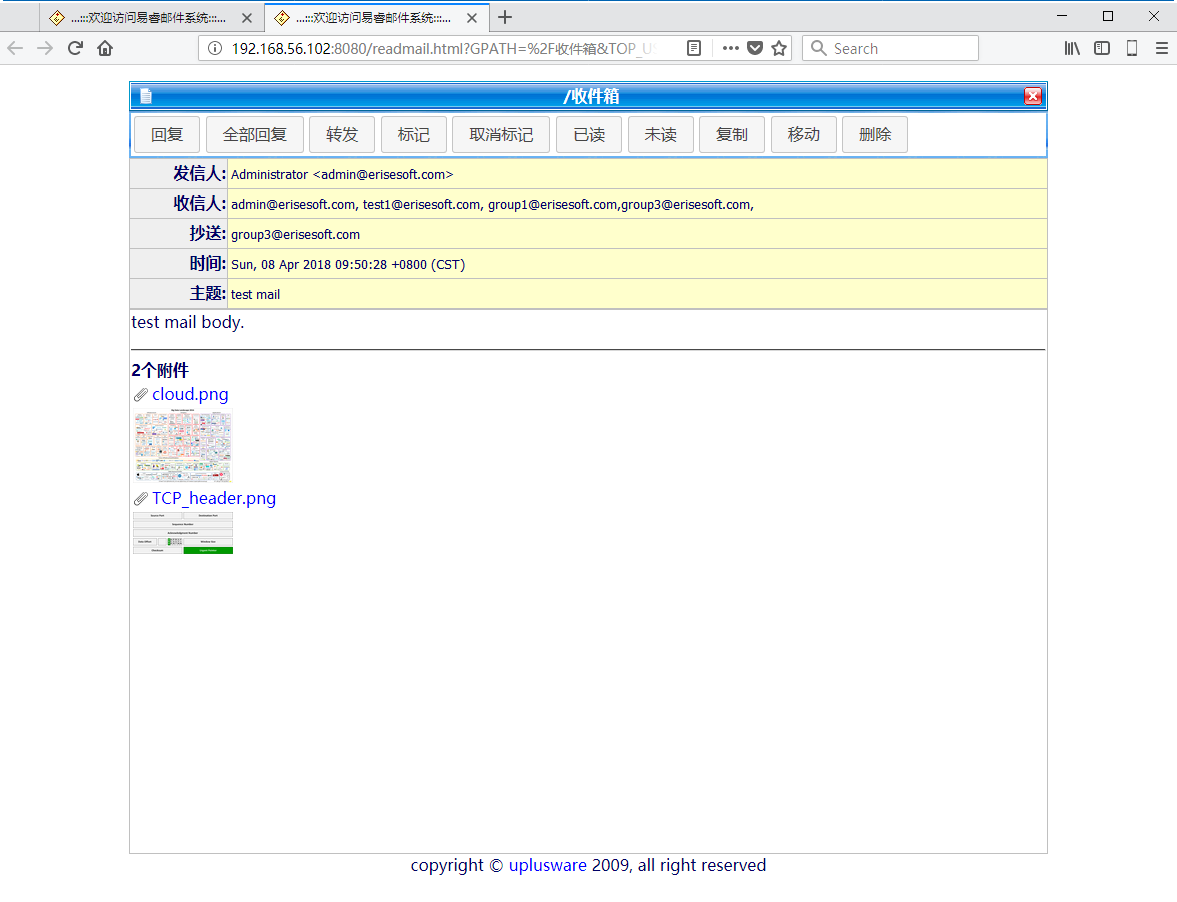 ...:::欢迎访问易睿邮件系统:::...
...:::欢迎访问易睿邮件系统:::...
192.168.56.102:8080/readmail.html?GPATH=%2F收件箱&TOP_U
Search
/收件箱
回复 全部回复 转发 标记 取消标记 已读 未读 复制 移动 删除
发信人: Administrator <admin@erisesoft.com>
收信人: admin@erisesoft.com, test1@erisesoft.com, group1@erisesoft.com,group3@erisesoft.com,
抄送: group3@erisesoft.com
时间: Sun, 08 Apr 2018 09:50:28 +0800 (CST)
主题: test mail
test mail body.
2个附件
cloud.png
TCP_header.png
copyright © uplusware 2009, all right reserved